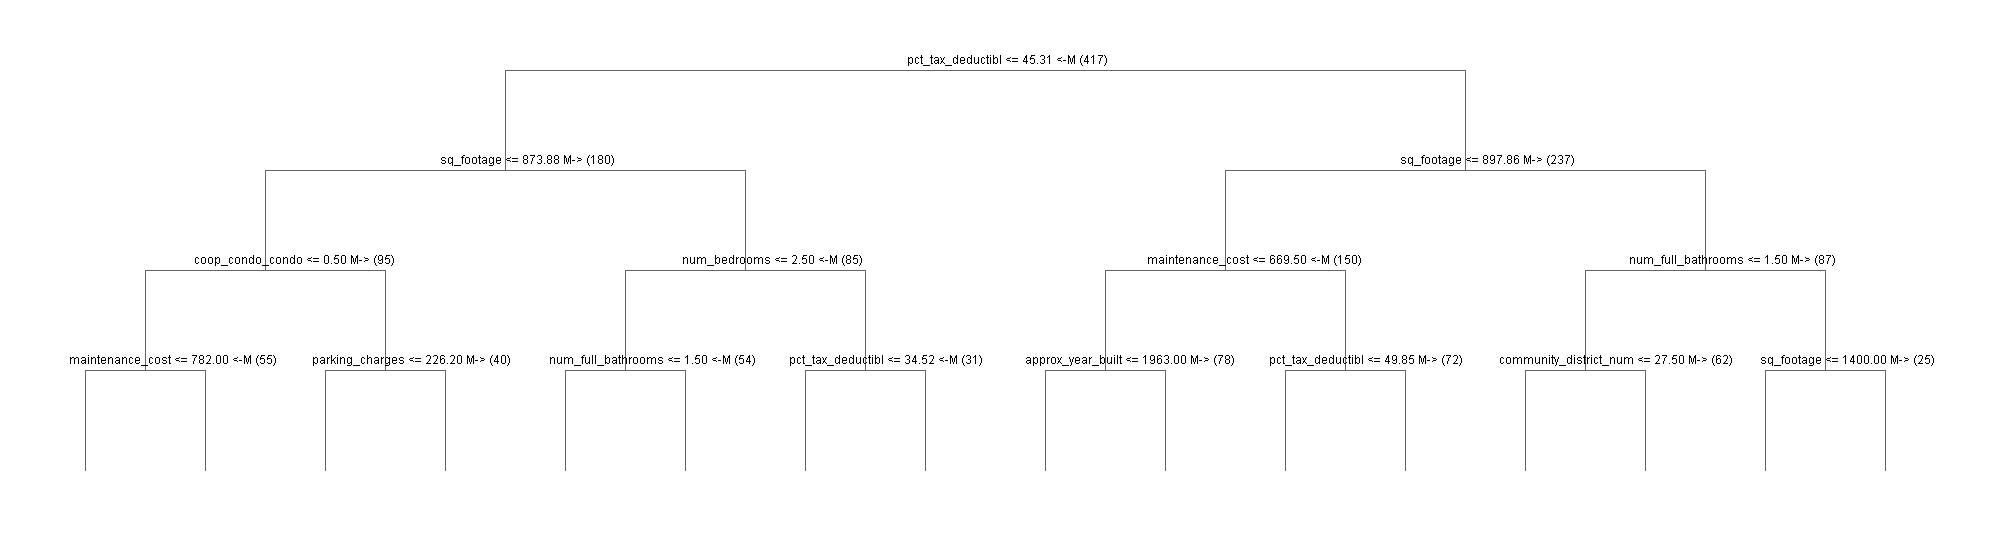 pct_tax_deductibl <= 45.31 <-M (417)
sq_footage <= 873.88 M-> (180)
sq_footage <= 897.86 M-> (237)
coop_condo_condo <= 0.50 M-> (95)
num_bedrooms <= 2.50 <-M (85)
maintenance_cost <= 669.50 <-M (150)
num_full_bathrooms <= 1.50 M-> (87)
maintenance_cost <= 782.00 <-M (55)
parking_charges <= 226.20 M-> (40)
num_full_bathrooms <= 1.50 <-M (54)
pct_tax_deductibl <= 34.52 <-M (31)
approx_year_built <= 1963.00 M-> (78)
pct_tax_deductibl <= 49.85 M-> (72)
community_district_num <= 27.50 M-> (62)
sq_footage <= 1400.00 M-> (25)